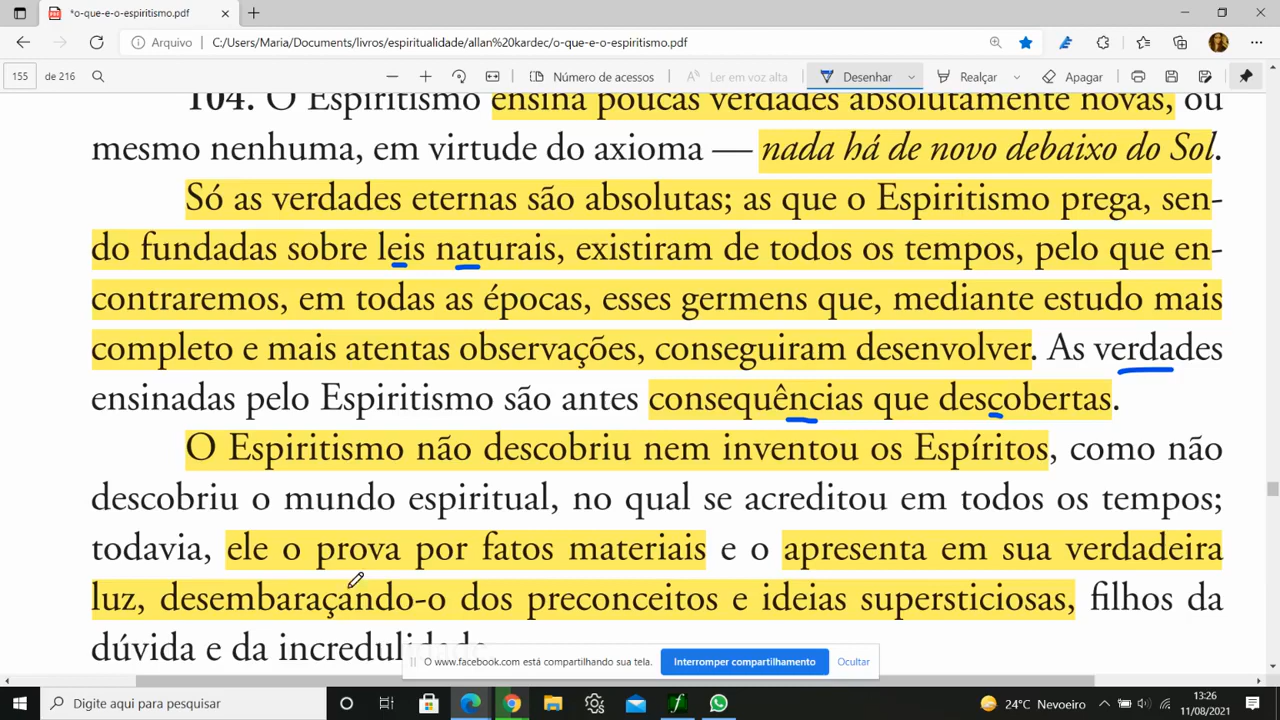 *o-que-e-o-espiritismo.pdf
Arquivo
C:/Users/Maria/Documents/livros/espiritualidade/allan%20kardec/o-que-e-o-espiritismo.pdf
155 de 216
Número de acessos
Ler em voz alta
Desenhar
Realçar
Apagar
104. O Espiritismo ensina poucas verdades absolutamente novas, ou
mesmo nenhuma, em virtude do axioma — nada há de novo debaixo do Sol.
Só as verdades eternas são absolutas; as que o Espiritismo prega, sen-
do fundadas sobre leis naturais, existiram de todos os tempos, pelo que en-
contraremos, em todas as épocas, esses germens que, mediante estudo mais
completo e mais atentas observações, conseguiram desenvolver. As verdades
ensinadas pelo Espiritismo são antes consequências que descobertas.
O Espiritismo não descobriu nem inventou os Espíritos, como não
descobriu o mundo espiritual, no qual se acreditou em todos os tempos;
todavia, ele o prova por fatos materiais e o apresenta em sua verdadeira
luz, desembaraçando-o dos preconceitos e ideias supersticiosas, filhos da
dúvida e da incredulidade
O www.facebook.com está compartilhando sua tela.
Interromper compartilhamento
Ocultar
Digite aqui para pesquisar
24°C Nevoeiro
13:26
11/08/2021